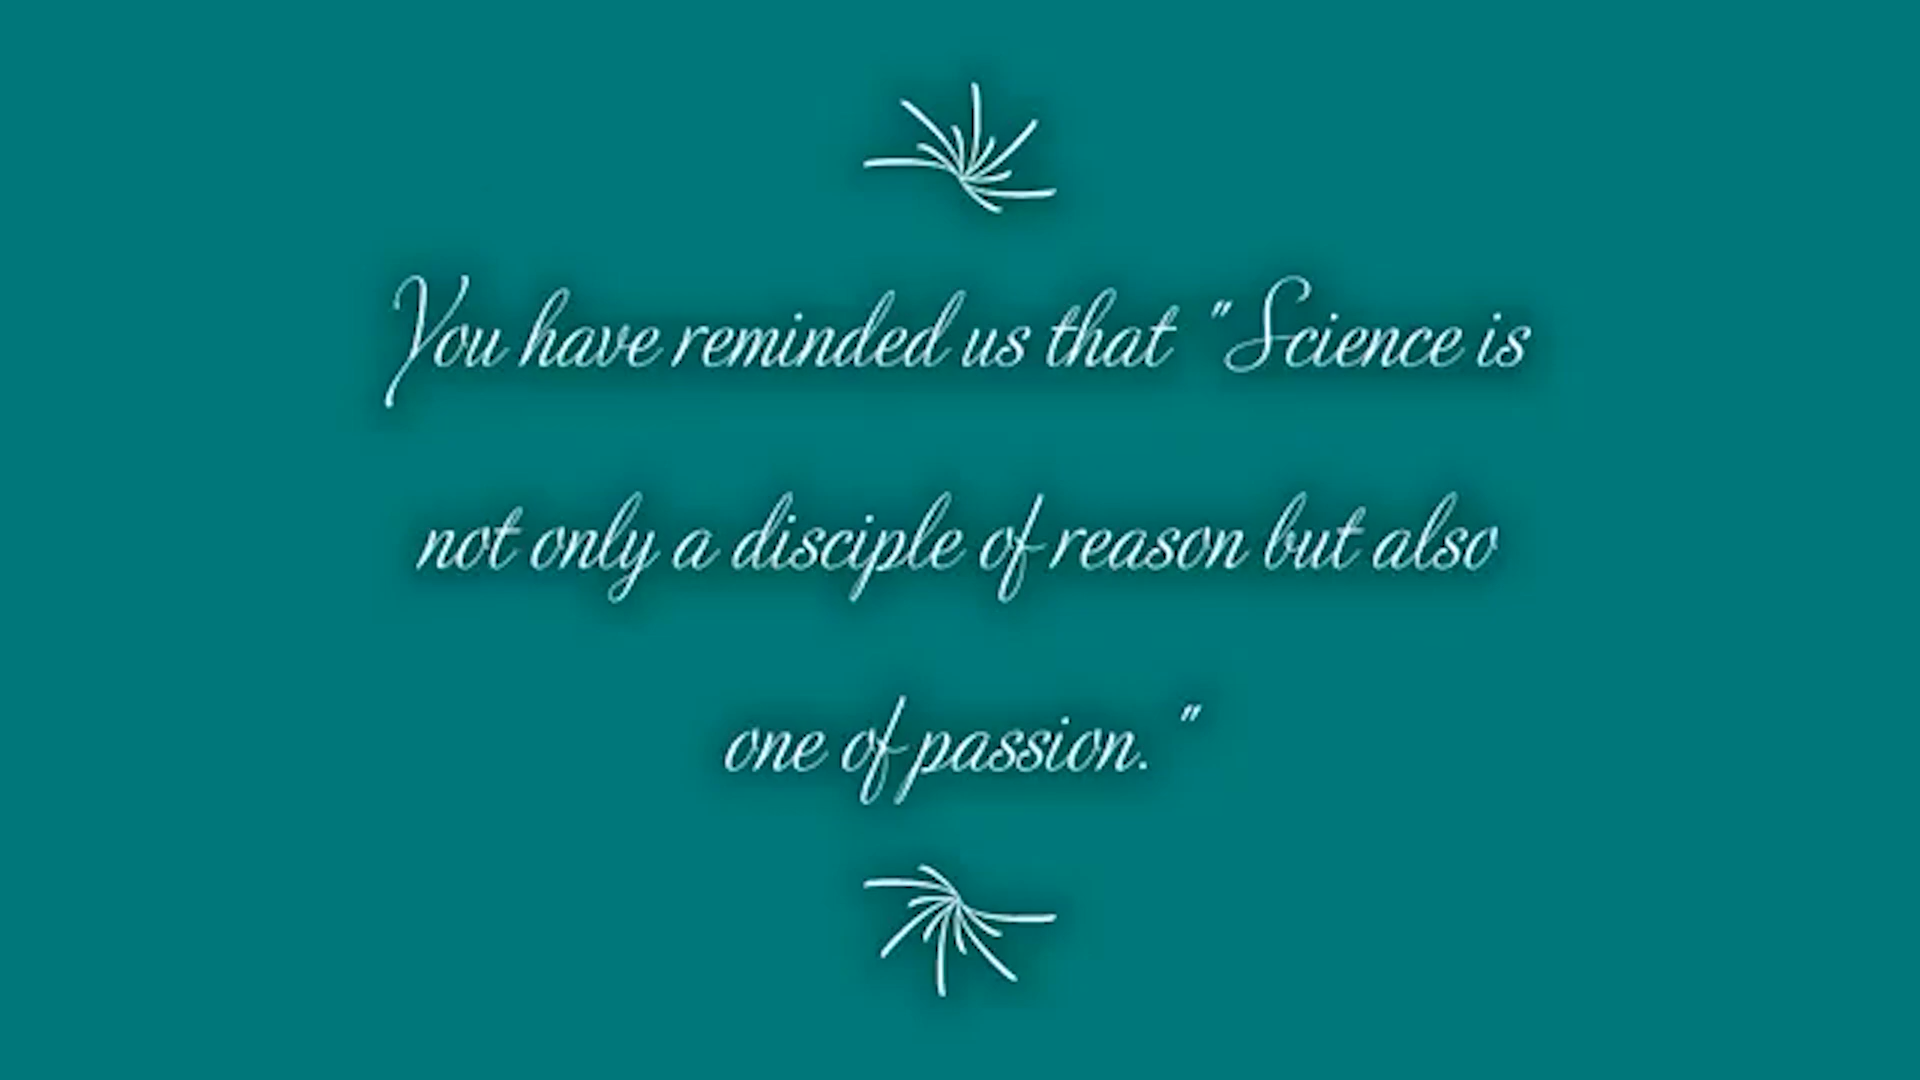 You have reminded us that "Science is
not only a disciple of reason but also
one of passion."